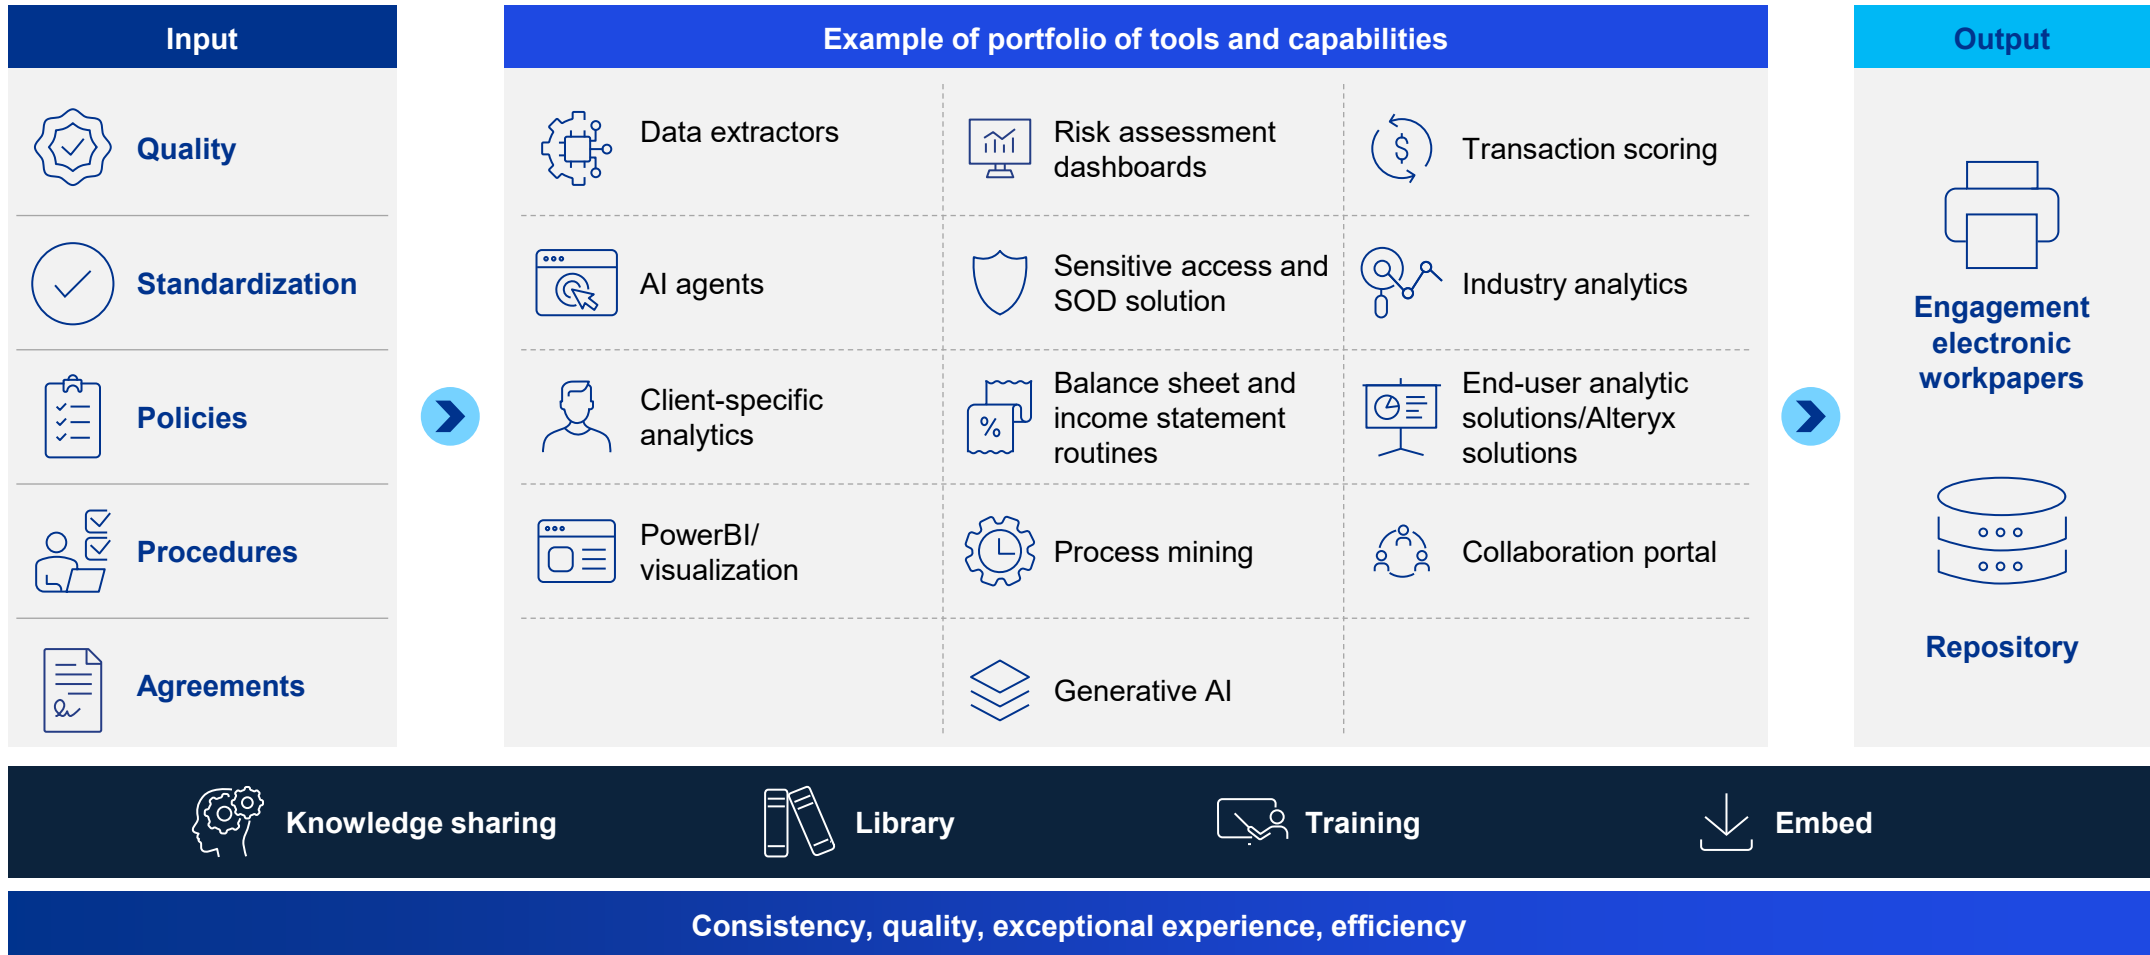 Input
Example of portfolio of tools and capabilities
Output
Quality
Standardization
Policies
Procedures
Agreements
Data extractors
Risk assessment
dashboards
Transaction scoring
AI agents
Sensitive access and
SOD solution
Industry analytics
Client-specific
analytics
Balance sheet and
income statement
routines
End-user analytic
solutions/Alteryx
solutions
PowerBI/
visualization
Process mining
Collaboration portal
Generative AI
Engagement
electronic
workpapers
Repository
Knowledge sharing
Library
Training
Embed
Consistency, quality, exceptional experience, efficiency